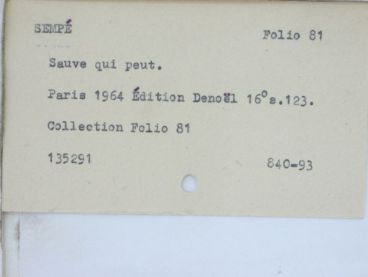 SEMPÉ Folio 81
Sauve qui peut.
Paris 1964 Édition Denoël 16°s.123.
Collection Folio 81
135291 840-93